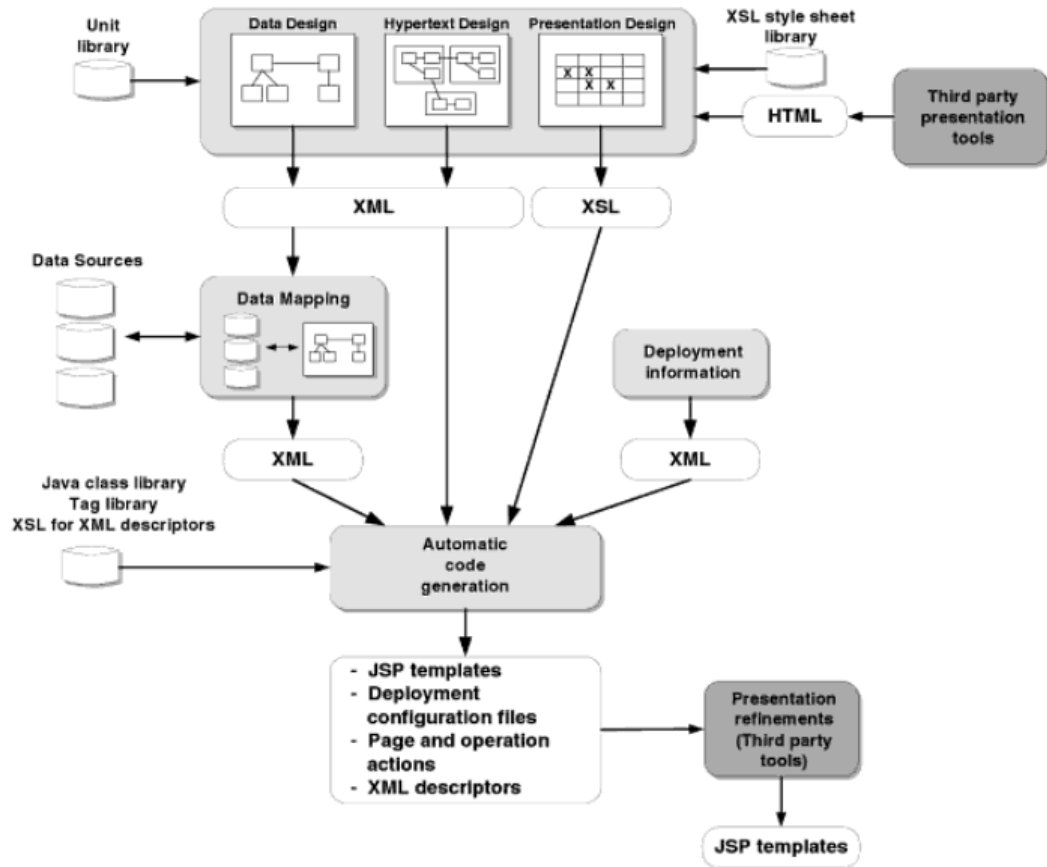 Data Design
Hypertext Design
Presentation Design
Unit
library
XSL style sheet
library
X X
X X
HTML
Third party
presentation
tools
XML
XSL
Data Sources
Data Mapping
Deployment
information
XML
XML
Java class library
Tag library
XSL for XML descriptors
Automatic
code
generation
- JSP templates
- Deployment
configuration files
- Page and operation
actions
- XML descriptors
Presentation
refinements
(Third party
tools)
JSP templates